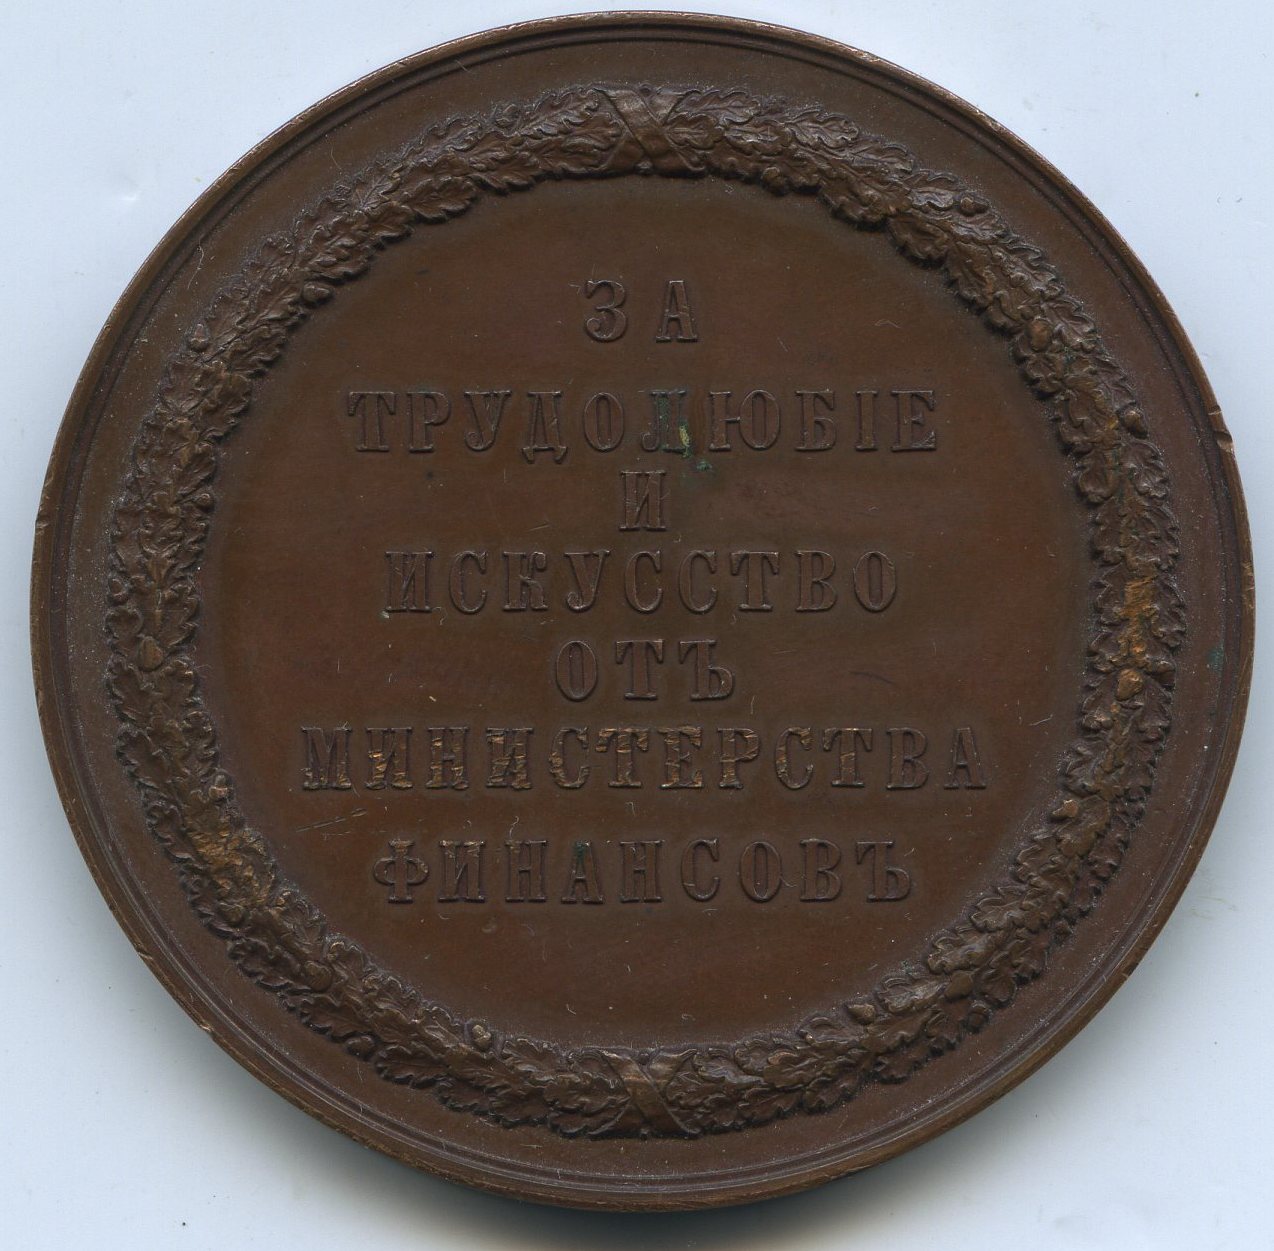 ЗА
ТРУДОЛЮБІЕ
И
ИСКУССТВО
ОТЪ
МИНИСТЕРСТВА
ФИНАНСОВЪ